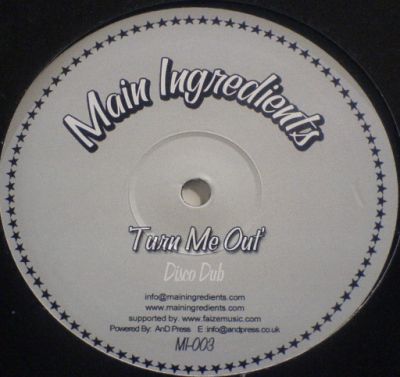 Main Ingredients
'Turn Me Out'
Disco Dub
info@mainingredients.com
www.mainingredients.com
supported by. www.faizemusic.com
Powered By: AnD Press E :info@andpress.co.uk
MI-003